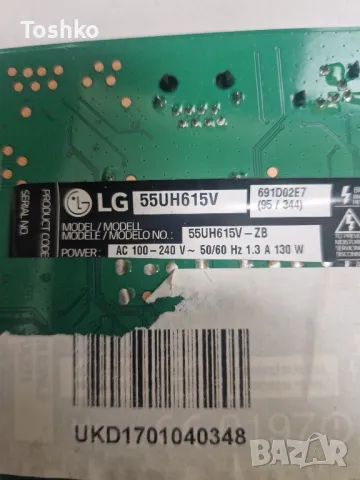 Toshko
LG 55UH615V
691D02E7
(95 / 344)
MODEL / MODELL
MODELE / MODELO NO.: 55UH615V-ZB
POWER: AC 100-240 V~ 50/60 Hz 1.3 A 130 W
PRODUCT CODE
SERIAL NO
UKD1701040348
bazar